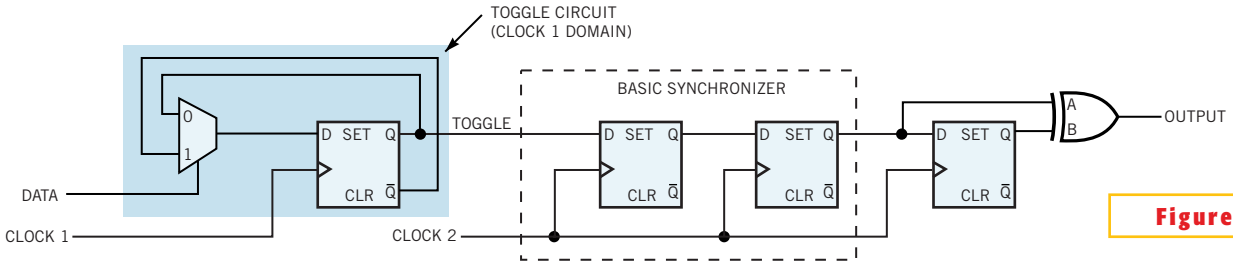 TOGGLE CIRCUIT
(CLOCK 1 DOMAIN)
BASIC SYNCHRONIZER
0
1
D SET Q
CLR Q̅
TOGGLE
D SET Q
CLR Q̅
D SET Q
CLR Q̅
D SET Q
CLR Q̅
A
B
OUTPUT
DATA
CLOCK 1
CLOCK 2
Figure